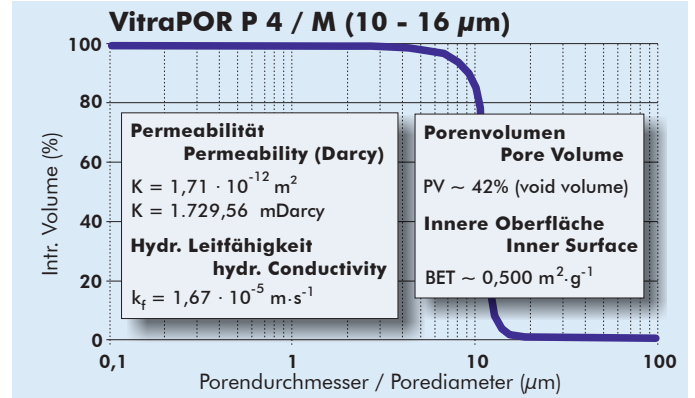 VitraPOR P 4 / M (10 - 16 µm)
Intr. Volume (%)
100
80
60
40
20
0
Permeabilität
Permeability (Darcy)
K = 1,71 · 10⁻¹² m²
K = 1.729,56 mDarcy
Hydr. Leitfähigkeit
hydr. Conductivity
k_f = 1,67 · 10⁻⁵ m·s⁻¹
Porenvolumen
Pore Volume
PV ~ 42% (void volume)
Innere Oberfläche
Inner Surface
BET ~ 0,500 m²·g⁻¹
0,1 1 10 100
Porendurchmesser / Porediameter (µm)